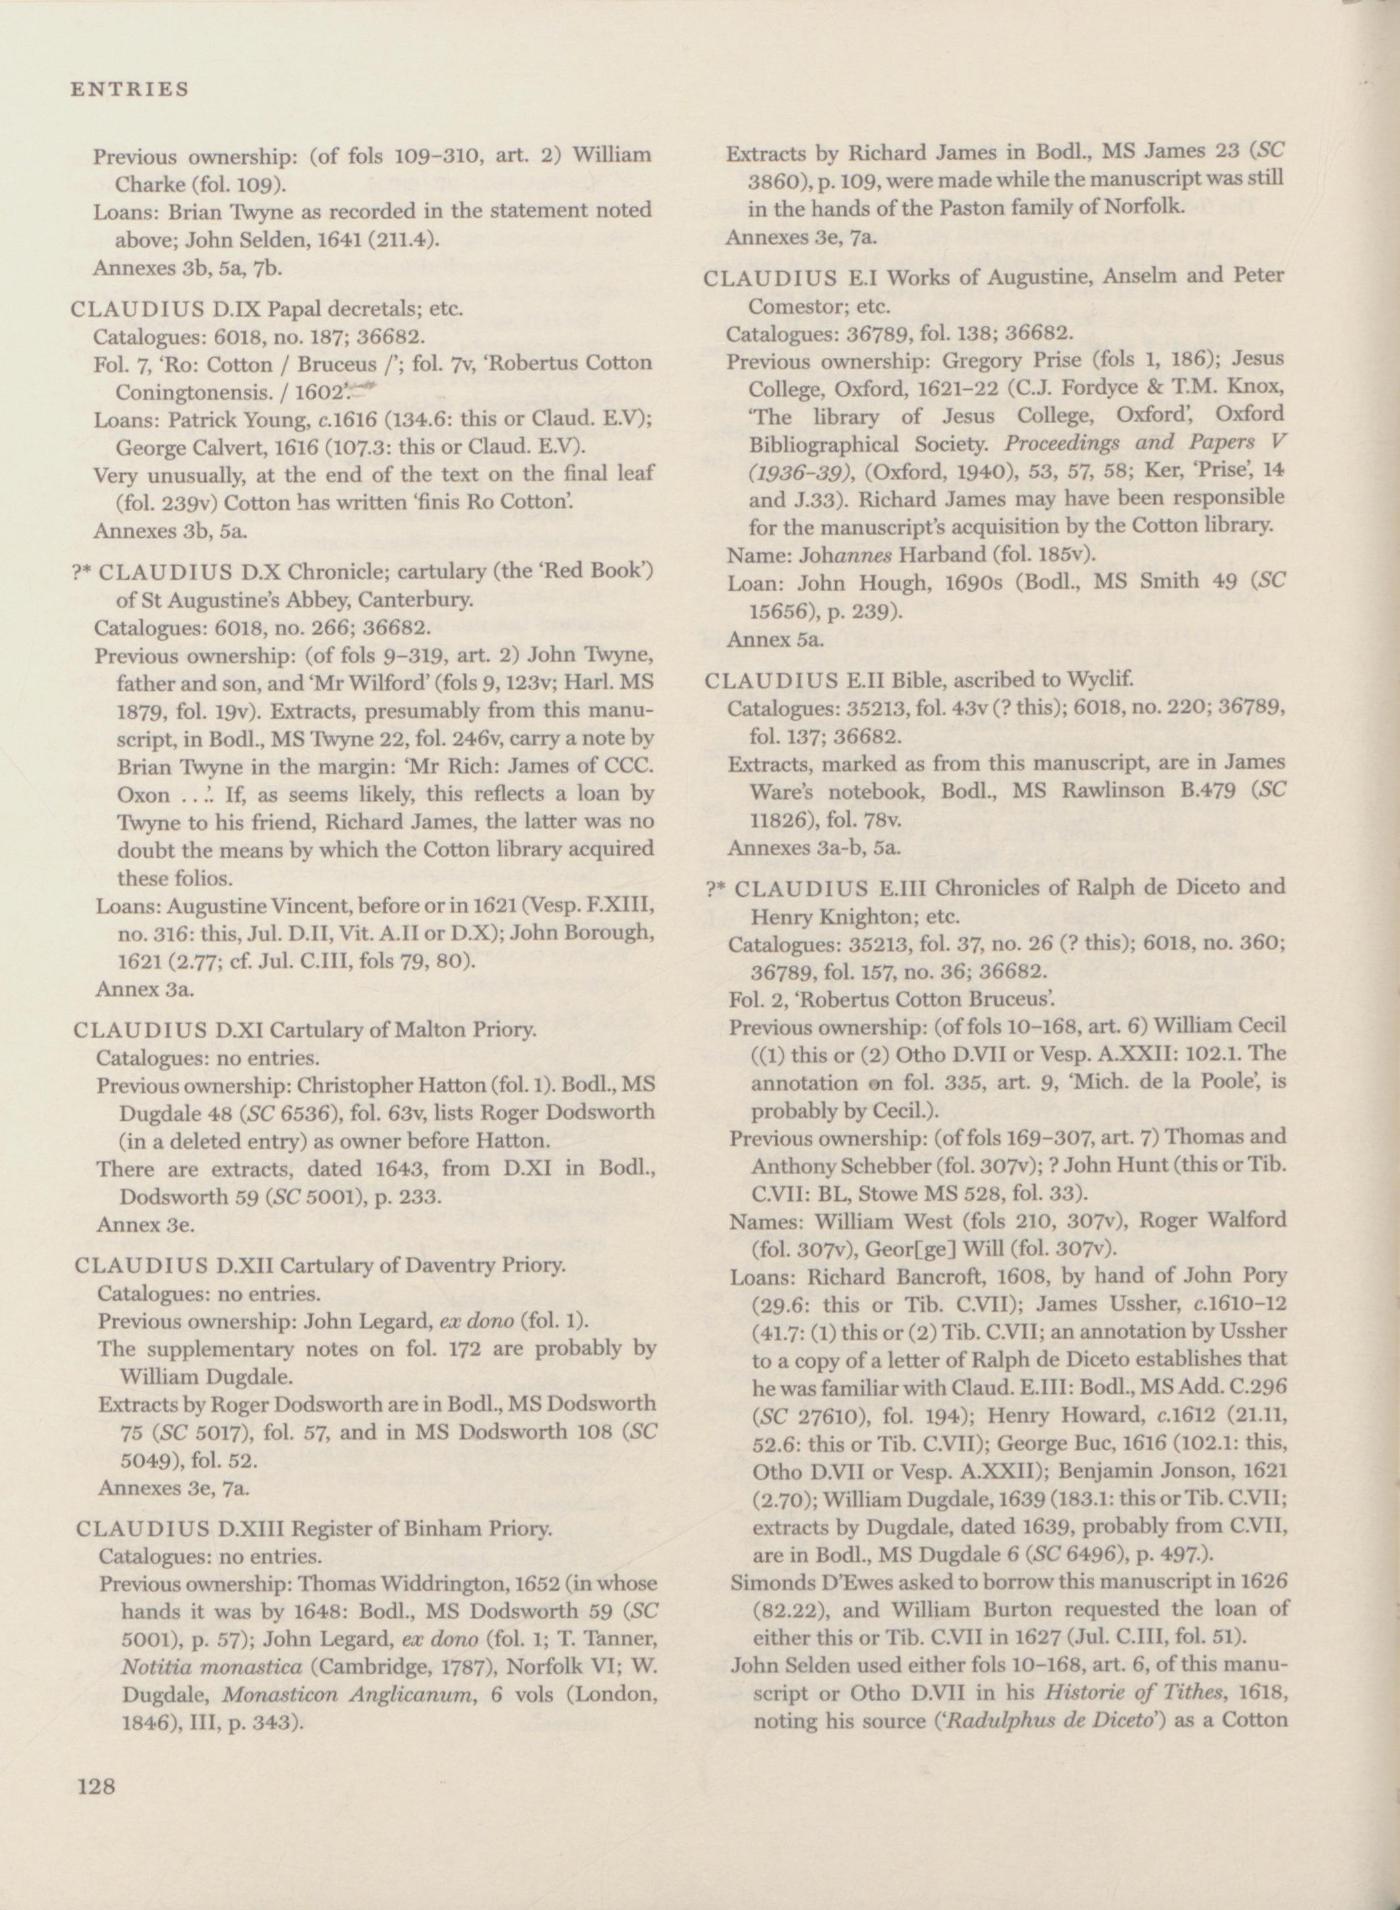 ENTRIES
Previous ownership: (of fols 109–310, art. 2) William
Charke (fol. 109).
Loans: Brian Twyne as recorded in the statement noted
above; John Selden, 1641 (211.4).
Annexes 3b, 5a, 7b.
CLAUDIUS D.IX Papal decretals; etc.
Catalogues: 6018, no. 187; 36682.
Fol. 7, ‘Ro: Cotton / Bruceus /’; fol. 7v, ‘Robertus Cotton
Coningtonensis. / 1602’.
Loans: Patrick Young, c.1616 (134.6: this or Claud. E.V);
George Calvert, 1616 (107.3: this or Claud. E.V).
Very unusually, at the end of the text on the final leaf
(fol. 239v) Cotton has written ‘finis Ro Cotton’.
Annexes 3b, 5a.
?* CLAUDIUS D.X Chronicle; cartulary (the ‘Red Book’)
of St Augustine’s Abbey, Canterbury.
Catalogues: 6018, no. 266; 36682.
Previous ownership: (of fols 9–319, art. 2) John Twyne,
father and son, and ‘Mr Wilford’ (fols 9, 123v; Harl. MS
1879, fol. 19v). Extracts, presumably from this manu-
script, in Bodl., MS Twyne 22, fol. 246v, carry a note by
Brian Twyne in the margin: ‘Mr Rich: James of CCC.
Oxon . . .’. If, as seems likely, this reflects a loan by
Twyne to his friend, Richard James, the latter was no
doubt the means by which the Cotton library acquired
these folios.
Loans: Augustine Vincent, before or in 1621 (Vesp. F.XIII,
no. 316: this, Jul. D.II, Vit. A.II or D.X); John Borough,
1621 (2.77; cf. Jul. C.III, fols 79, 80).
Annex 3a.
CLAUDIUS D.XI Cartulary of Malton Priory.
Catalogues: no entries.
Previous ownership: Christopher Hatton (fol. 1). Bodl., MS
Dugdale 48 (SC 6536), fol. 63v, lists Roger Dodsworth
(in a deleted entry) as owner before Hatton.
There are extracts, dated 1643, from D.XI in Bodl.,
Dodsworth 59 (SC 5001), p. 233.
Annex 3e.
CLAUDIUS D.XII Cartulary of Daventry Priory.
Catalogues: no entries.
Previous ownership: John Legard, ex dono (fol. 1).
The supplementary notes on fol. 172 are probably by
William Dugdale.
Extracts by Roger Dodsworth are in Bodl., MS Dodsworth
75 (SC 5017), fol. 57, and in MS Dodsworth 108 (SC
5049), fol. 52.
Annexes 3e, 7a.
CLAUDIUS D.XIII Register of Binham Priory.
Catalogues: no entries.
Previous ownership: Thomas Widdrington, 1652 (in whose
hands it was by 1648: Bodl., MS Dodsworth 59 (SC
5001), p. 57); John Legard, ex dono (fol. 1; T. Tanner,
Notitia monastica (Cambridge, 1787), Norfolk VI; W.
Dugdale, Monasticon Anglicanum, 6 vols (London,
1846), III, p. 343).
Extracts by Richard James in Bodl., MS James 23 (SC
3860), p. 109, were made while the manuscript was still
in the hands of the Paston family of Norfolk.
Annexes 3e, 7a.
CLAUDIUS E.I Works of Augustine, Anselm and Peter
Comestor; etc.
Catalogues: 36789, fol. 138; 36682.
Previous ownership: Gregory Prise (fols 1, 186); Jesus
College, Oxford, 1621–22 (C.J. Fordyce & T.M. Knox,
‘The library of Jesus College, Oxford’, Oxford
Bibliographical Society. Proceedings and Papers V
(1936–39), (Oxford, 1940), 53, 57, 58; Ker, ‘Prise’, 14
and J.33). Richard James may have been responsible
for the manuscript’s acquisition by the Cotton library.
Name: Johannes Harband (fol. 185v).
Loan: John Hough, 1690s (Bodl., MS Smith 49 (SC
15656), p. 239).
Annex 5a.
CLAUDIUS E.II Bible, ascribed to Wyclif.
Catalogues: 35213, fol. 43v (? this); 6018, no. 220; 36789,
fol. 137; 36682.
Extracts, marked as from this manuscript, are in James
Ware’s notebook, Bodl., MS Rawlinson B.479 (SC
11826), fol. 78v.
Annexes 3a-b, 5a.
?* CLAUDIUS E.III Chronicles of Ralph de Diceto and
Henry Knighton; etc.
Catalogues: 35213, fol. 37, no. 26 (? this); 6018, no. 360;
36789, fol. 157, no. 36; 36682.
Fol. 2, ‘Robertus Cotton Bruceus’.
Previous ownership: (of fols 10–168, art. 6) William Cecil
((1) this or (2) Otho D.VII or Vesp. A.XXII: 102.1. The
annotation on fol. 335, art. 9, ‘Mich. de la Poole’, is
probably by Cecil.).
Previous ownership: (of fols 169–307, art. 7) Thomas and
Anthony Schebber (fol. 307v); ? John Hunt (this or Tib.
C.VII: BL, Stowe MS 528, fol. 33).
Names: William West (fols 210, 307v), Roger Walford
(fol. 307v), Geor[ge] Will (fol. 307v).
Loans: Richard Bancroft, 1608, by hand of John Pory
(29.6: this or Tib. C.VII); James Ussher, c.1610–12
(41.7: (1) this or (2) Tib. C.VII; an annotation by Ussher
to a copy of a letter of Ralph de Diceto establishes that
he was familiar with Claud. E.III: Bodl., MS Add. C.296
(SC 27610), fol. 194); Henry Howard, c.1612 (21.11,
52.6: this or Tib. C.VII); George Buc, 1616 (102.1: this,
Otho D.VII or Vesp. A.XXII); Benjamin Jonson, 1621
(2.70); William Dugdale, 1639 (183.1: this or Tib. C.VII;
extracts by Dugdale, dated 1639, probably from C.VII,
are in Bodl., MS Dugdale 6 (SC 6496), p. 497.).
Simonds D’Ewes asked to borrow this manuscript in 1626
(82.22), and William Burton requested the loan of
either this or Tib. C.VII in 1627 (Jul. C.III, fol. 51).
John Selden used either fols 10–168, art. 6, of this manu-
script or Otho D.VII in his Historie of Tithes, 1618,
noting his source (‘Radulphus de Diceto’) as a Cotton
128